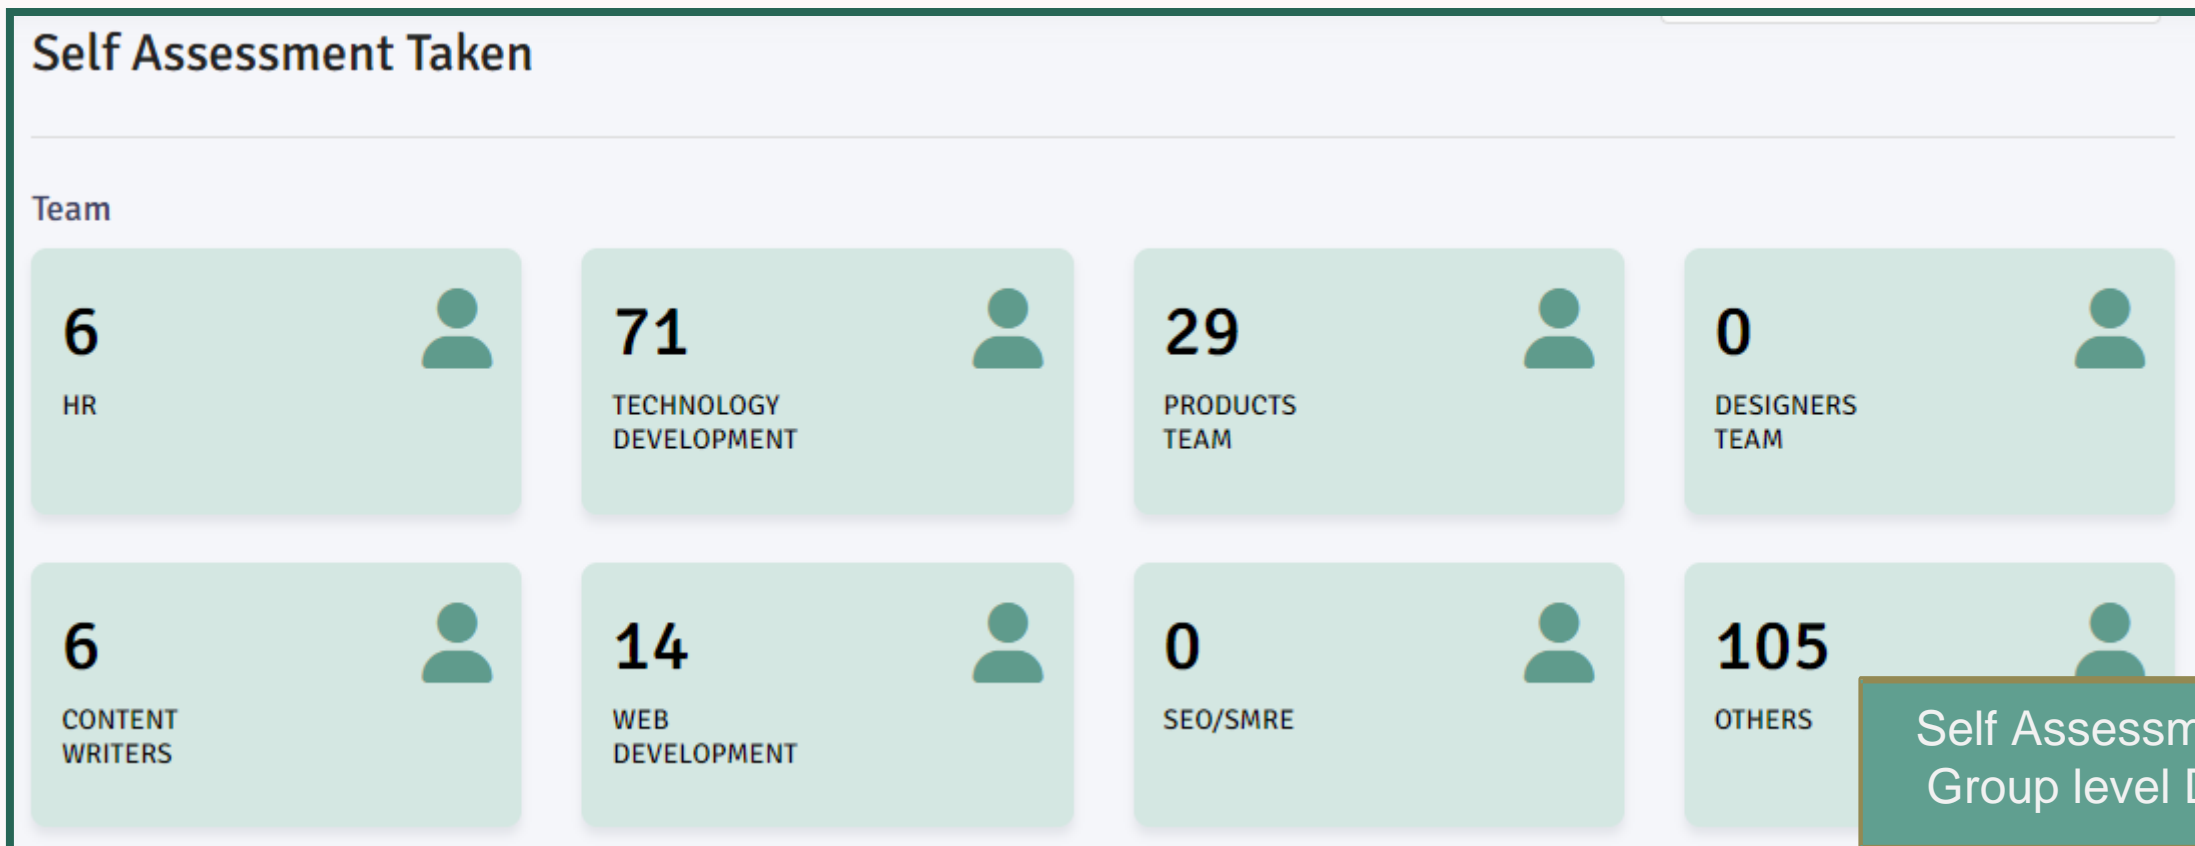 Self Assessment Taken
Team
6
HR
71
TECHNOLOGY
DEVELOPMENT
29
PRODUCTS
TEAM
0
DESIGNERS
TEAM
6
CONTENT
WRITERS
14
WEB
DEVELOPMENT
0
SEO/SMRE
105
OTHERS
Self
Group level